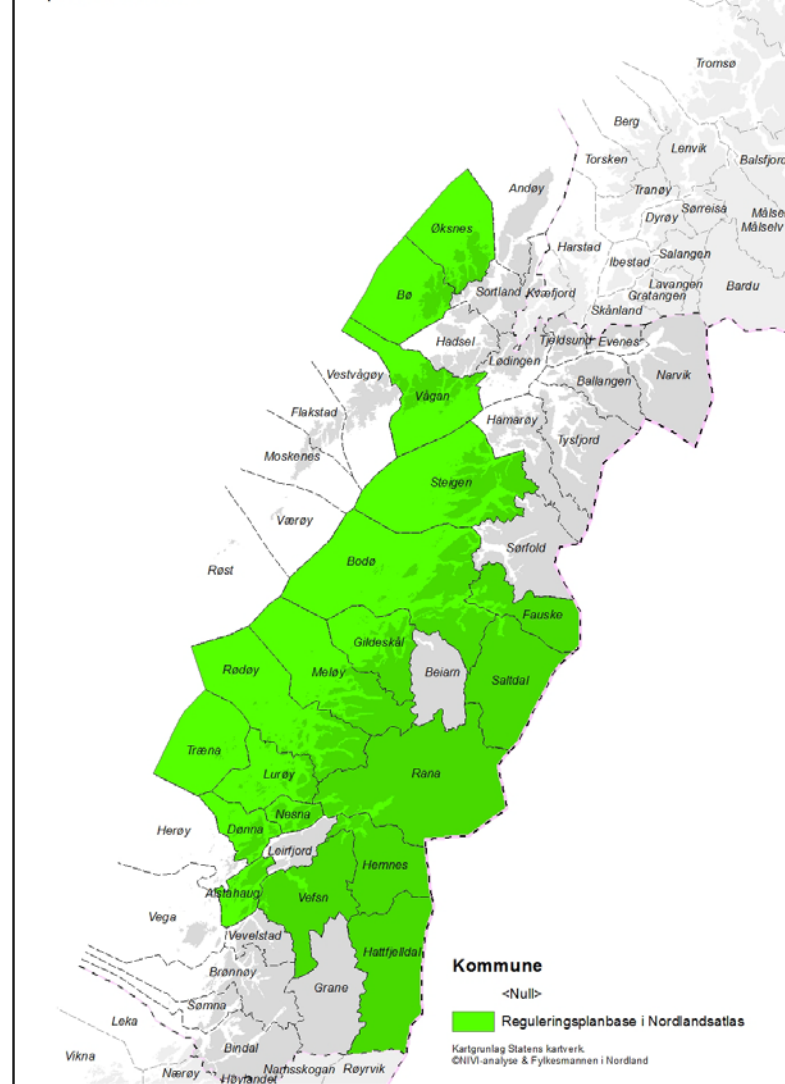 Tromsø
Berg
Lenvik
Torsken
Balsfjord
Andøy
Tranøy
Sørreisa
Dyrøy
Målselv
Øksnes
Harstad
Salangen
Ibestad
Lavangen
Bardu
Bø
Sortland
Kvæfjord
Gratangen
Skånland
Hadsel
Tjeldsund
Evenes
Lødingen
Vestvågøy
Ballangen
Narvik
Vågan
Flakstad
Hamarøy
Tysfjord
Moskenes
Steigen
Værøy
Sørfold
Røst
Bodø
Fauske
Gildeskål
Rødøy
Meløy
Beiarn
Saltdal
Træna
Lurøy
Rana
Nesna
Herøy
Dønna
Leirfjord
Hemnes
Alstahaug
Vefsn
Vega
Vevelstad
Hattfjelldal
Brønnøy
Grane
Sømna
Leka
Bindal
Vikna
Nærøy
Høylandet
Namsskogan
Røyrvik
Kommune
<Null>
Reguleringsplanbase i Nordlandsatlas
Kartgrunlag Statens kartverk.
©NIVI-analyse & Fylkesmannen i Nordland